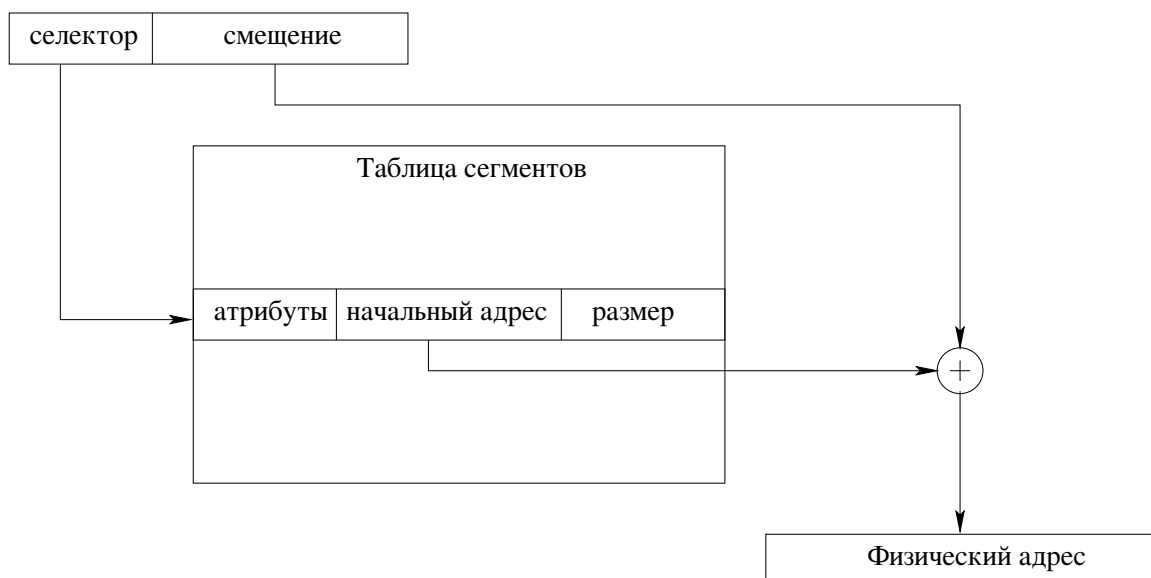 селектор смещение
Таблица сегментов
атрибуты начальный адрес размер
+
Физический адрес